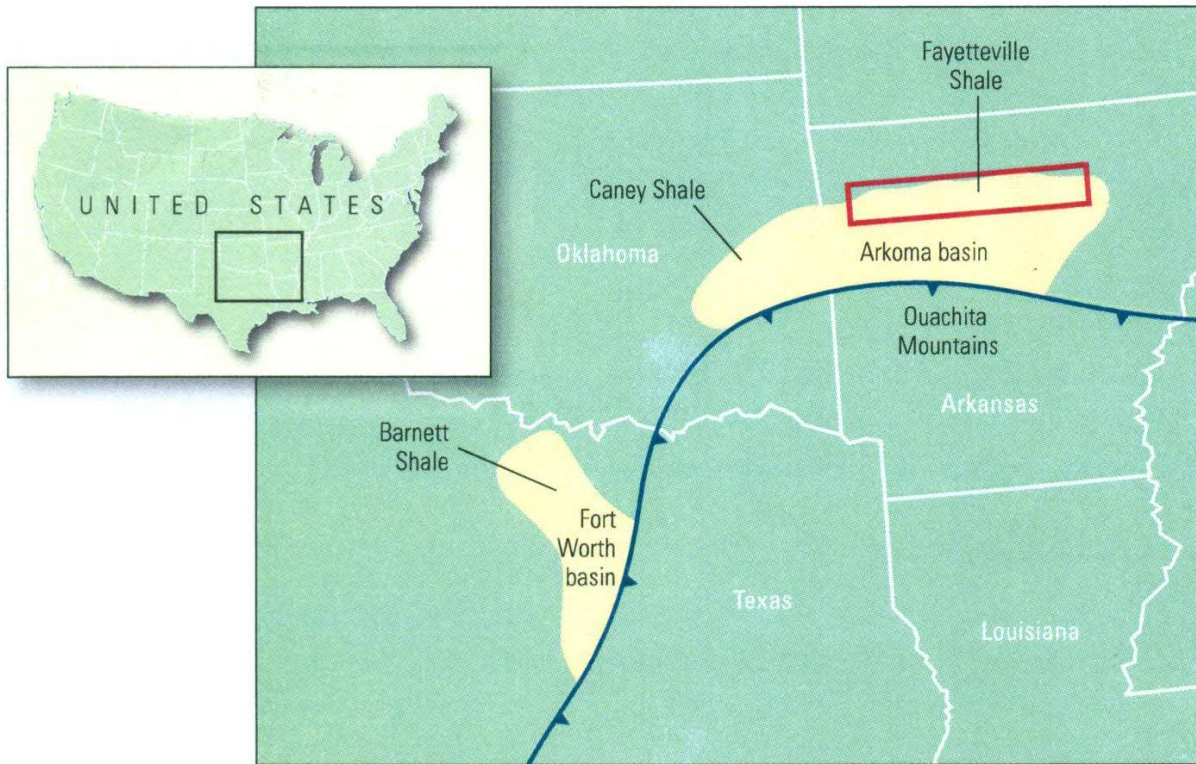 UNITED STATES
Fayetteville
Shale
Caney Shale
Oklahoma
Arkoma basin
Ouachita
Mountains
Arkansas
Barnett
Shale
Fort
Worth
basin
Texas
Louisiana